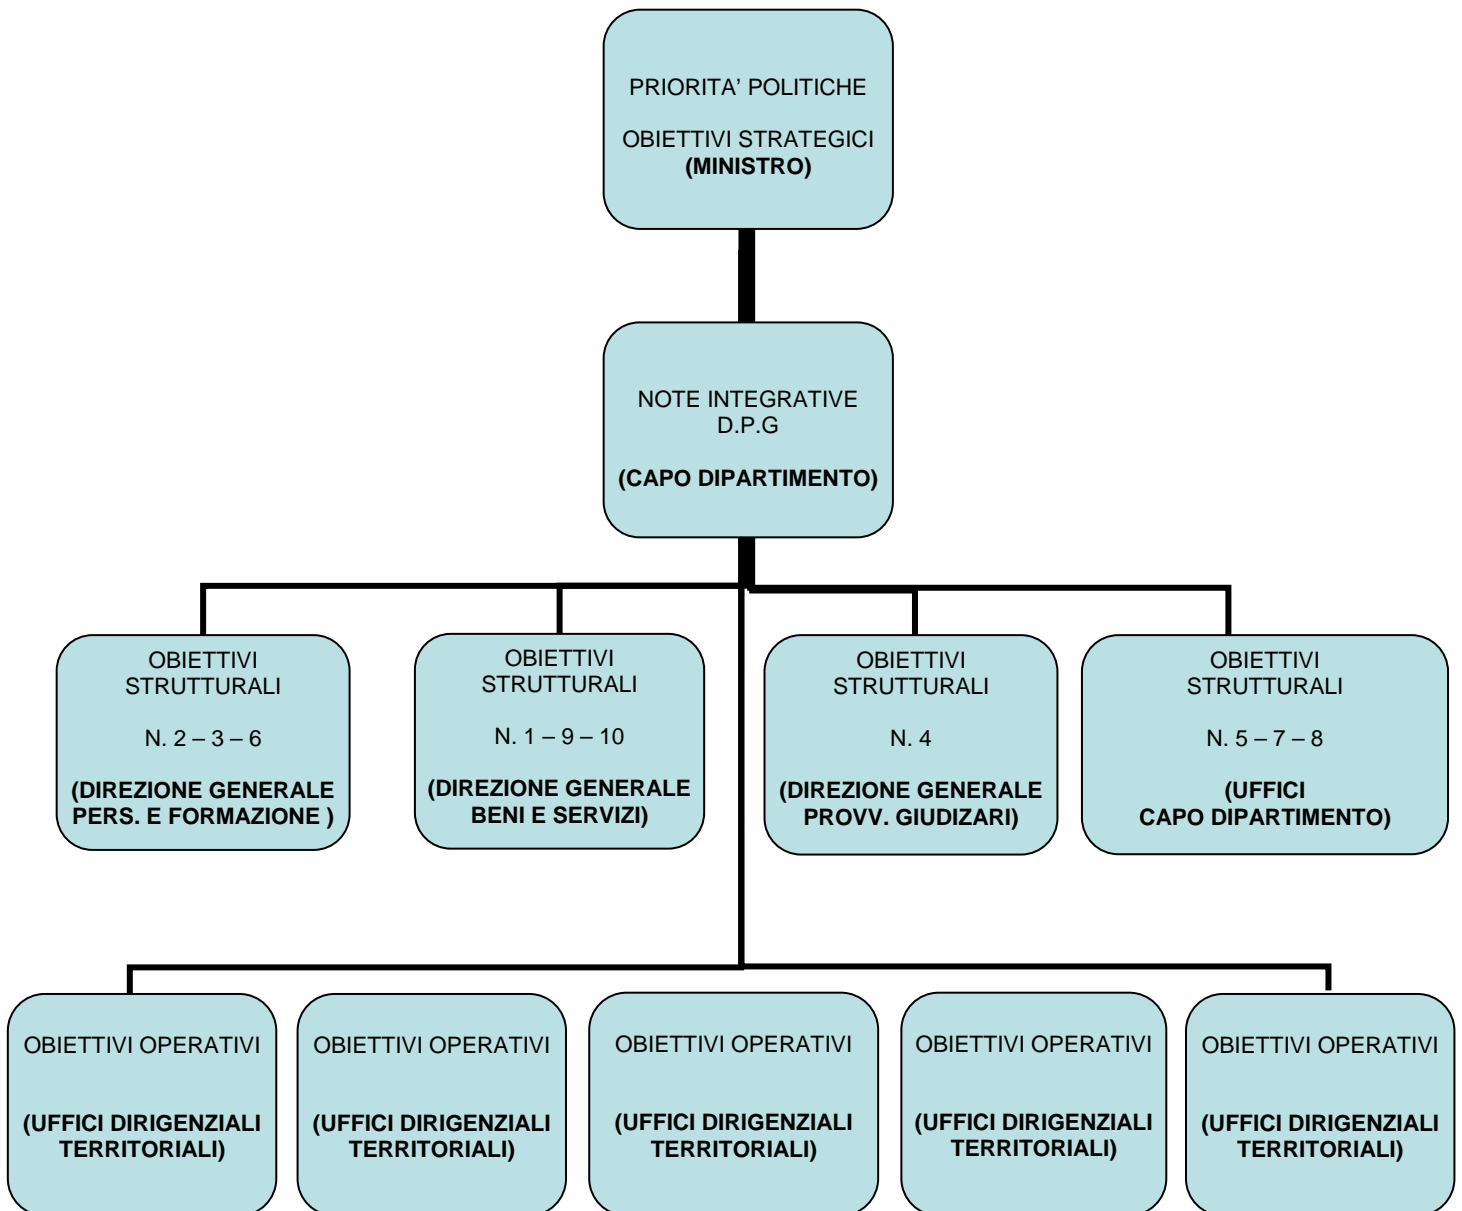 PRIORITA’ POLITICHE
OBIETTIVI STRATEGICI
(MINISTRO)
NOTE INTEGRATIVE
D.P.G
(CAPO DIPARTIMENTO)
OBIETTIVI
STRUTTURALI
N. 2 – 3 – 6
(DIREZIONE GENERALE
PERS. E FORMAZIONE )
OBIETTIVI
STRUTTURALI
N. 1 – 9 – 10
(DIREZIONE GENERALE
BENI E SERVIZI)
OBIETTIVI
STRUTTURALI
N. 4
(DIREZIONE GENERALE
PROVV. GIUDIZARI)
OBIETTIVI
STRUTTURALI
N. 5 – 7 – 8
(UFFICI
CAPO DIPARTIMENTO)
OBIETTIVI OPERATIVI
(UFFICI DIRIGENZIALI
TERRITORIALI)
OBIETTIVI OPERATIVI
(UFFICI DIRIGENZIALI
TERRITORIALI)
OBIETTIVI OPERATIVI
(UFFICI DIRIGENZIALI
TERRITORIALI)
OBIETTIVI OPERATIVI
(UFFICI DIRIGENZIALI
TERRITORIALI)
OBIETTIVI OPERATIVI
(UFFICI DIRIGENZIALI
TERRITORIALI)